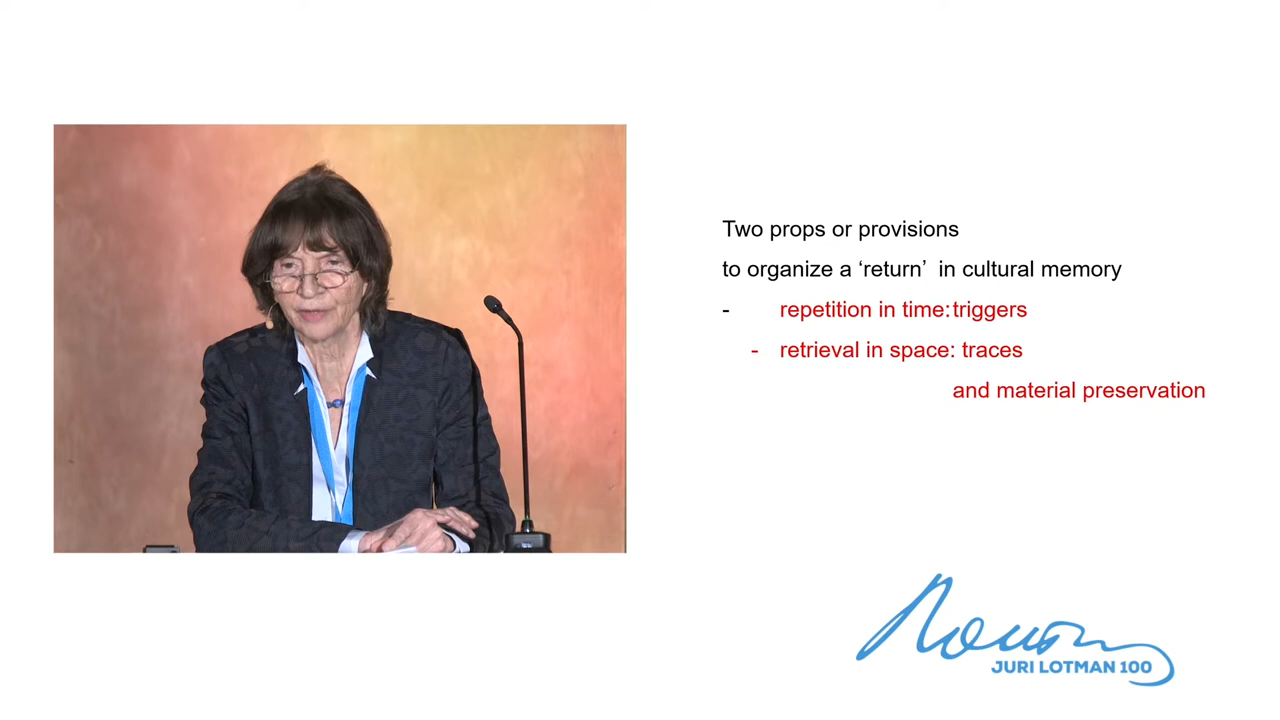 Two props or provisions
to organize a ‘return’ in cultural memory
- repetition in time: triggers
- retrieval in space: traces
and material preservation
Лотман
JURI LOTMAN 100